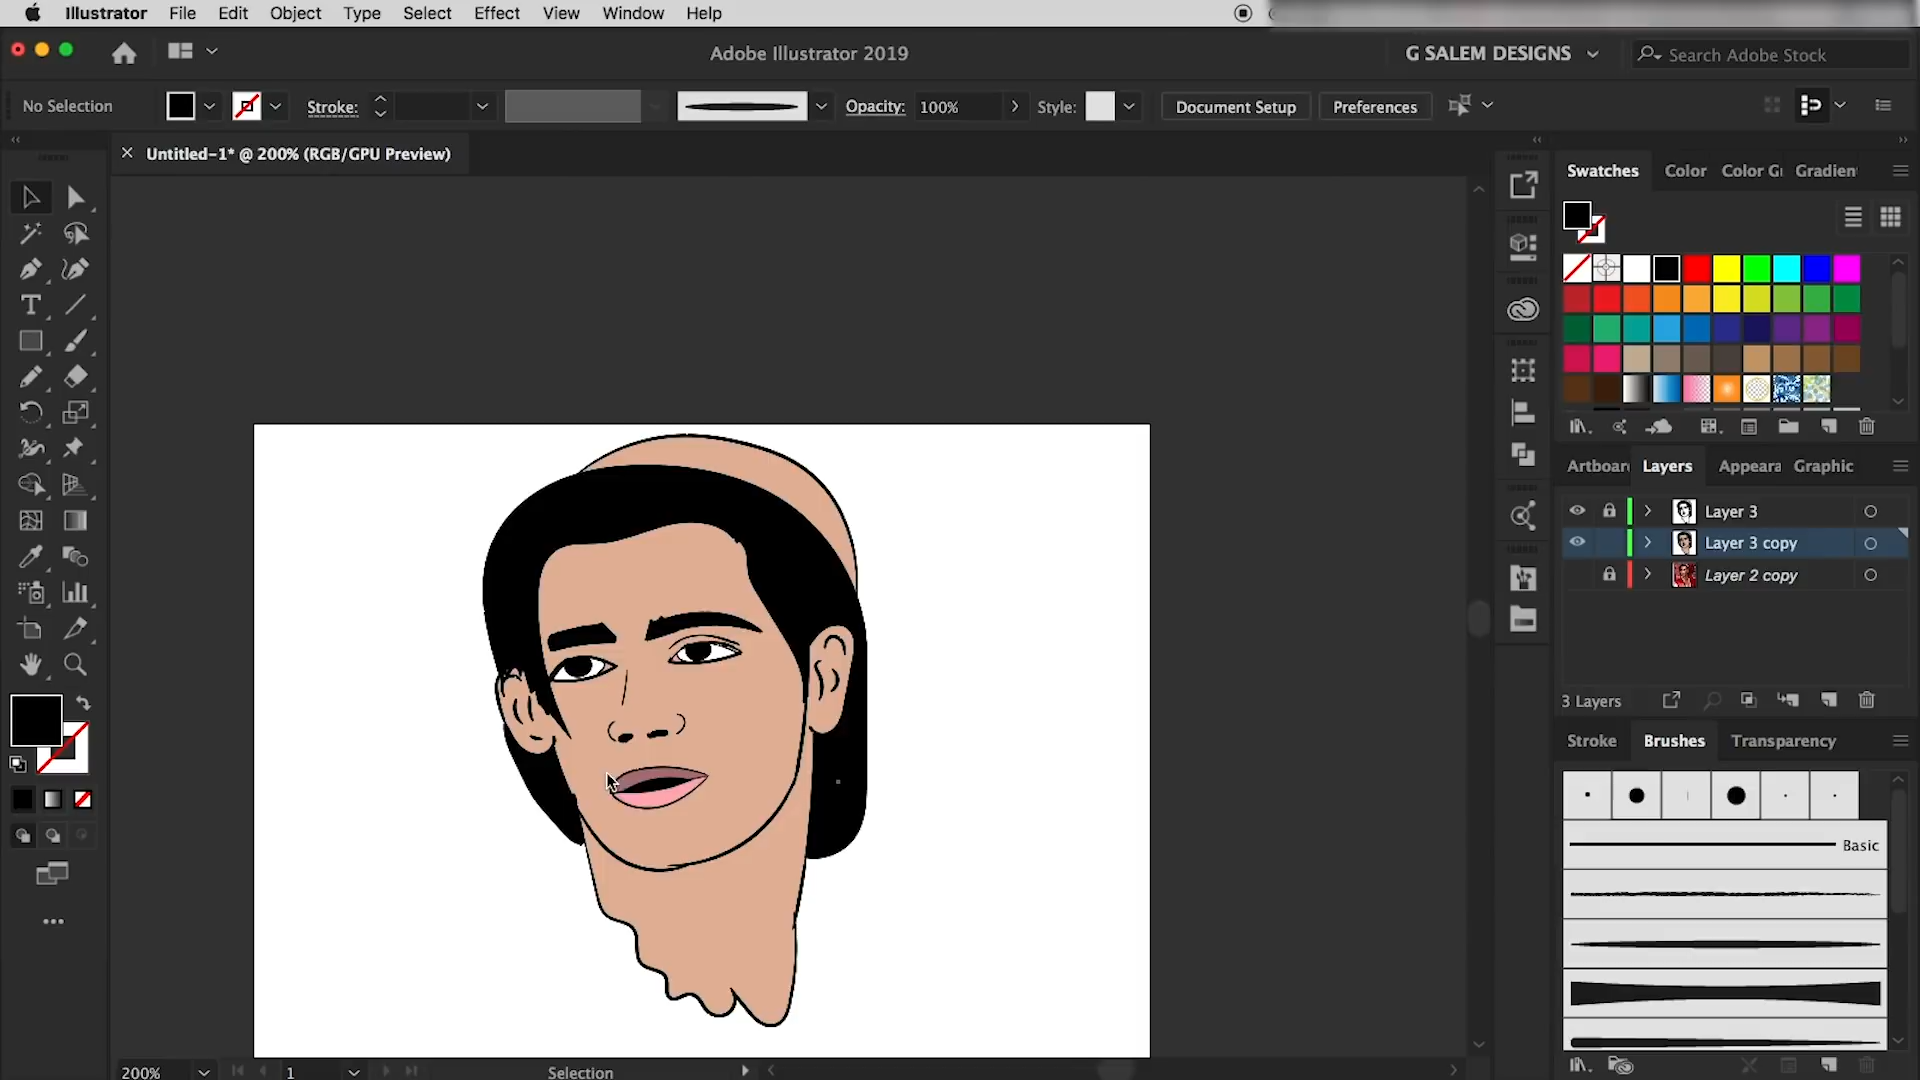 Illustrator File Edit Object Type Select Effect View Window Help
Adobe Illustrator 2019
G SALEM DESIGNS
Search Adobe Stock
No Selection
Stroke:
Opacity: 100%
Style:
Document Setup
Preferences
Untitled-1* @ 200% (RGB/GPU Preview)
Swatches Color Color G Gradien
Artboar Layers Appeara Graphic
Layer 3
Layer 3 copy
Layer 2 copy
3 Layers
Stroke Brushes Transparency
Basic
200%
1
Selection